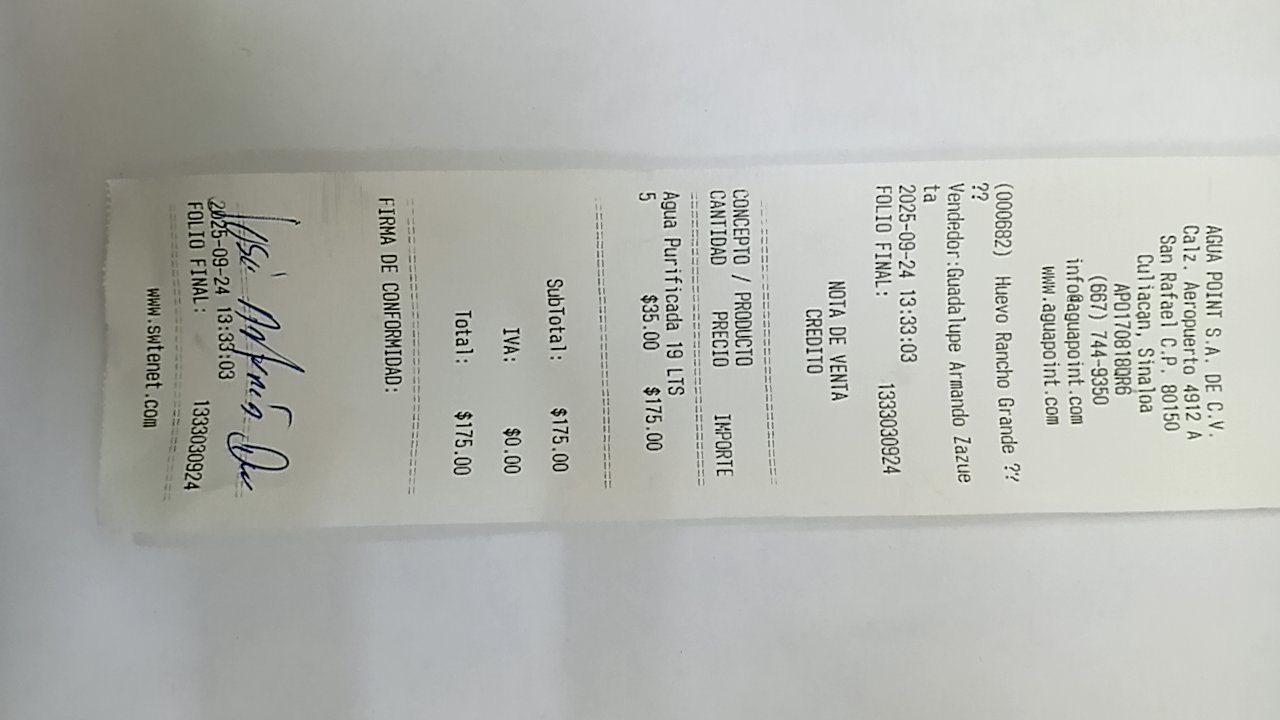 AGUA POINT S.A. DE C.V.
Calz. Aeropuerto 4912 A
San Rafael C.P. 80150
Culiacan, Sinaloa
APO170818QR6
(667) 744-9350
info@aguapoint.com
www.aguapoint.com
(000682) Huevo Rancho Grande ??
??
Vendedor:Guadalupe Armando Zazue
ta
2025-09-24 13:33:03
FOLIO FINAL: 1333030924
NOTA DE VENTA
CREDITO
CONCEPTO / PRODUCTO
CANTIDAD PRECIO IMPORTE
Agua Purificada 19 LTS
5 $35.00 $175.00
SubTotal: $175.00
IVA: $0.00
Total: $175.00
FIRMA DE CONFORMIDAD:
2025-09-24 13:33:03
FOLIO FINAL: 1333030924
www.swtenet.com